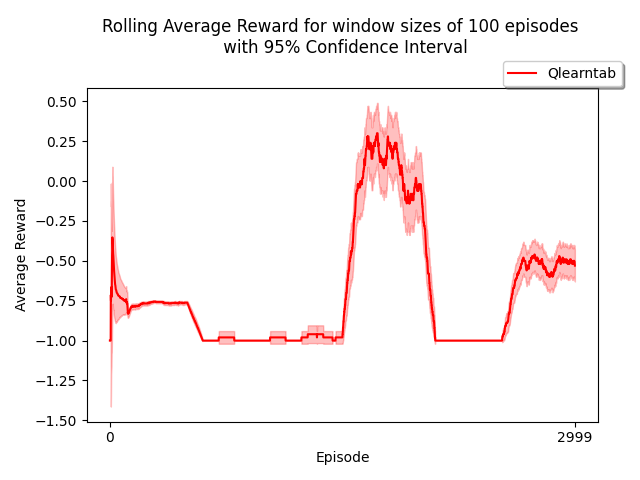 Rolling Average Reward for window sizes of 100 episodes
with 95% Confidence Interval
Qlearntab
0.50
0.25
0.00
−0.25
−0.50
−0.75
−1.00
−1.25
−1.50
Average Reward
0
2999
Episode